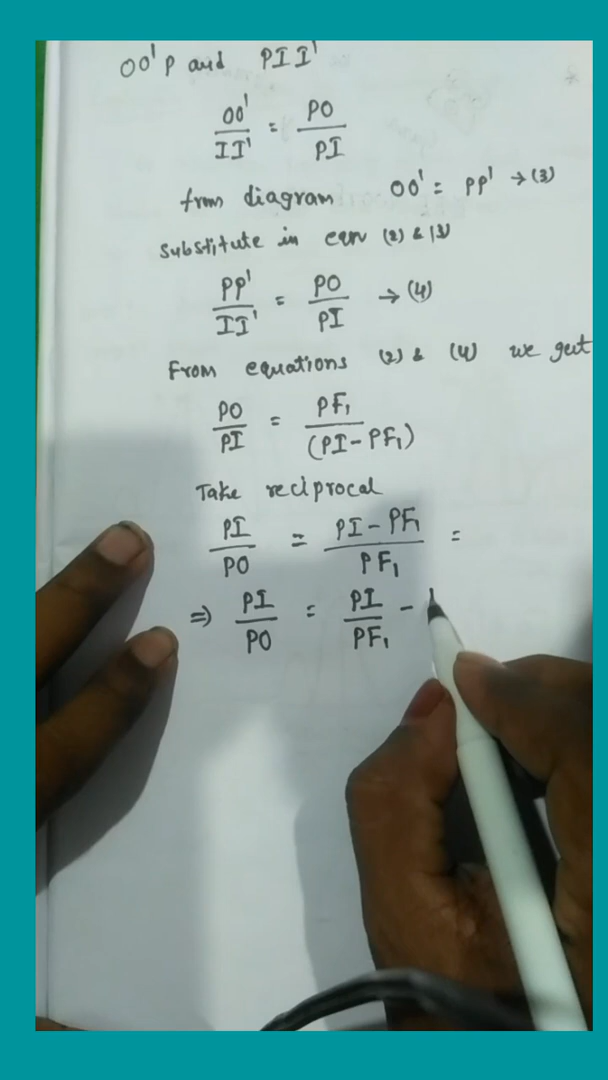 OO'P and PII'
OO'/II' = PO/PI
from diagram OO' = PP' → (3)
Substitute in eqn (2) & (3)
PP'/II' = PO/PI → (4)
From equations (2) & (4) we get
PO/PI = PF₁/(PI - PF₁)
Take reciprocal
PI/PO = PI - PF₁/PF₁ =
⇒ PI/PO = PI/PF₁ -